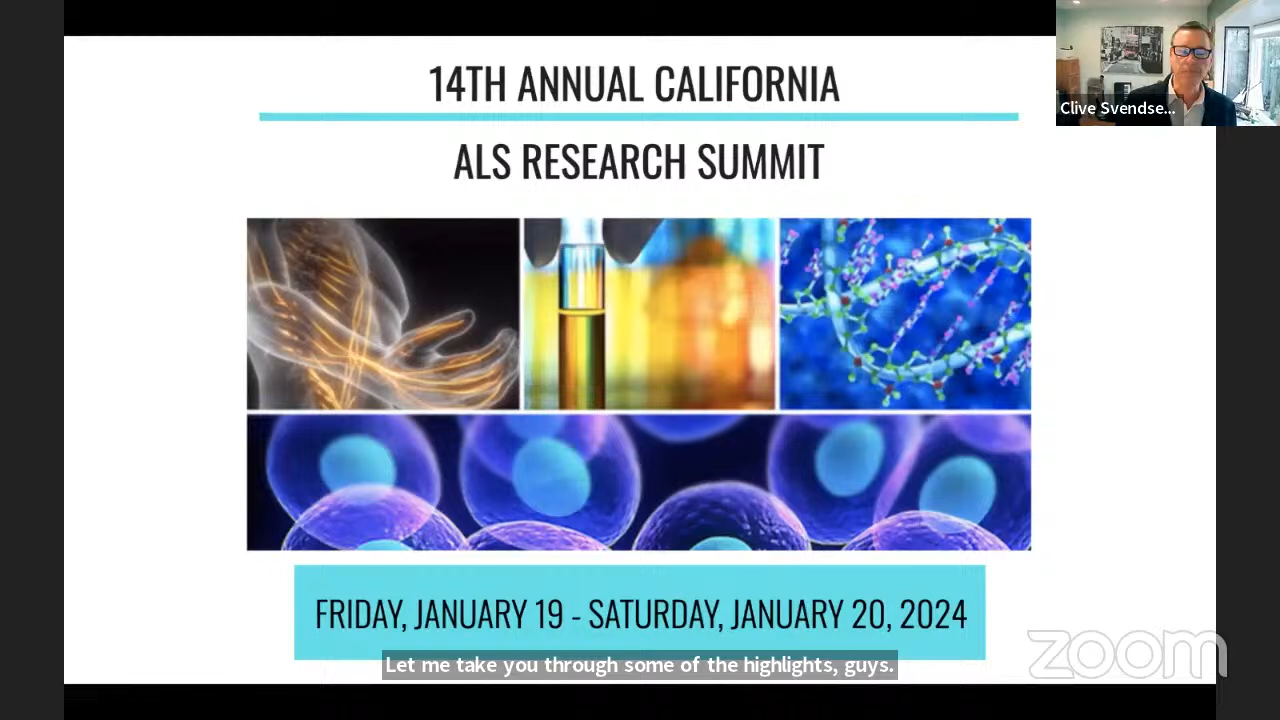 14TH ANNUAL CALIFORNIA
Clive Svendse...
ALS RESEARCH SUMMIT
FRIDAY, JANUARY 19 - SATURDAY, JANUARY 20, 2024
Let me take you through some of the highlights, guys.
zoom